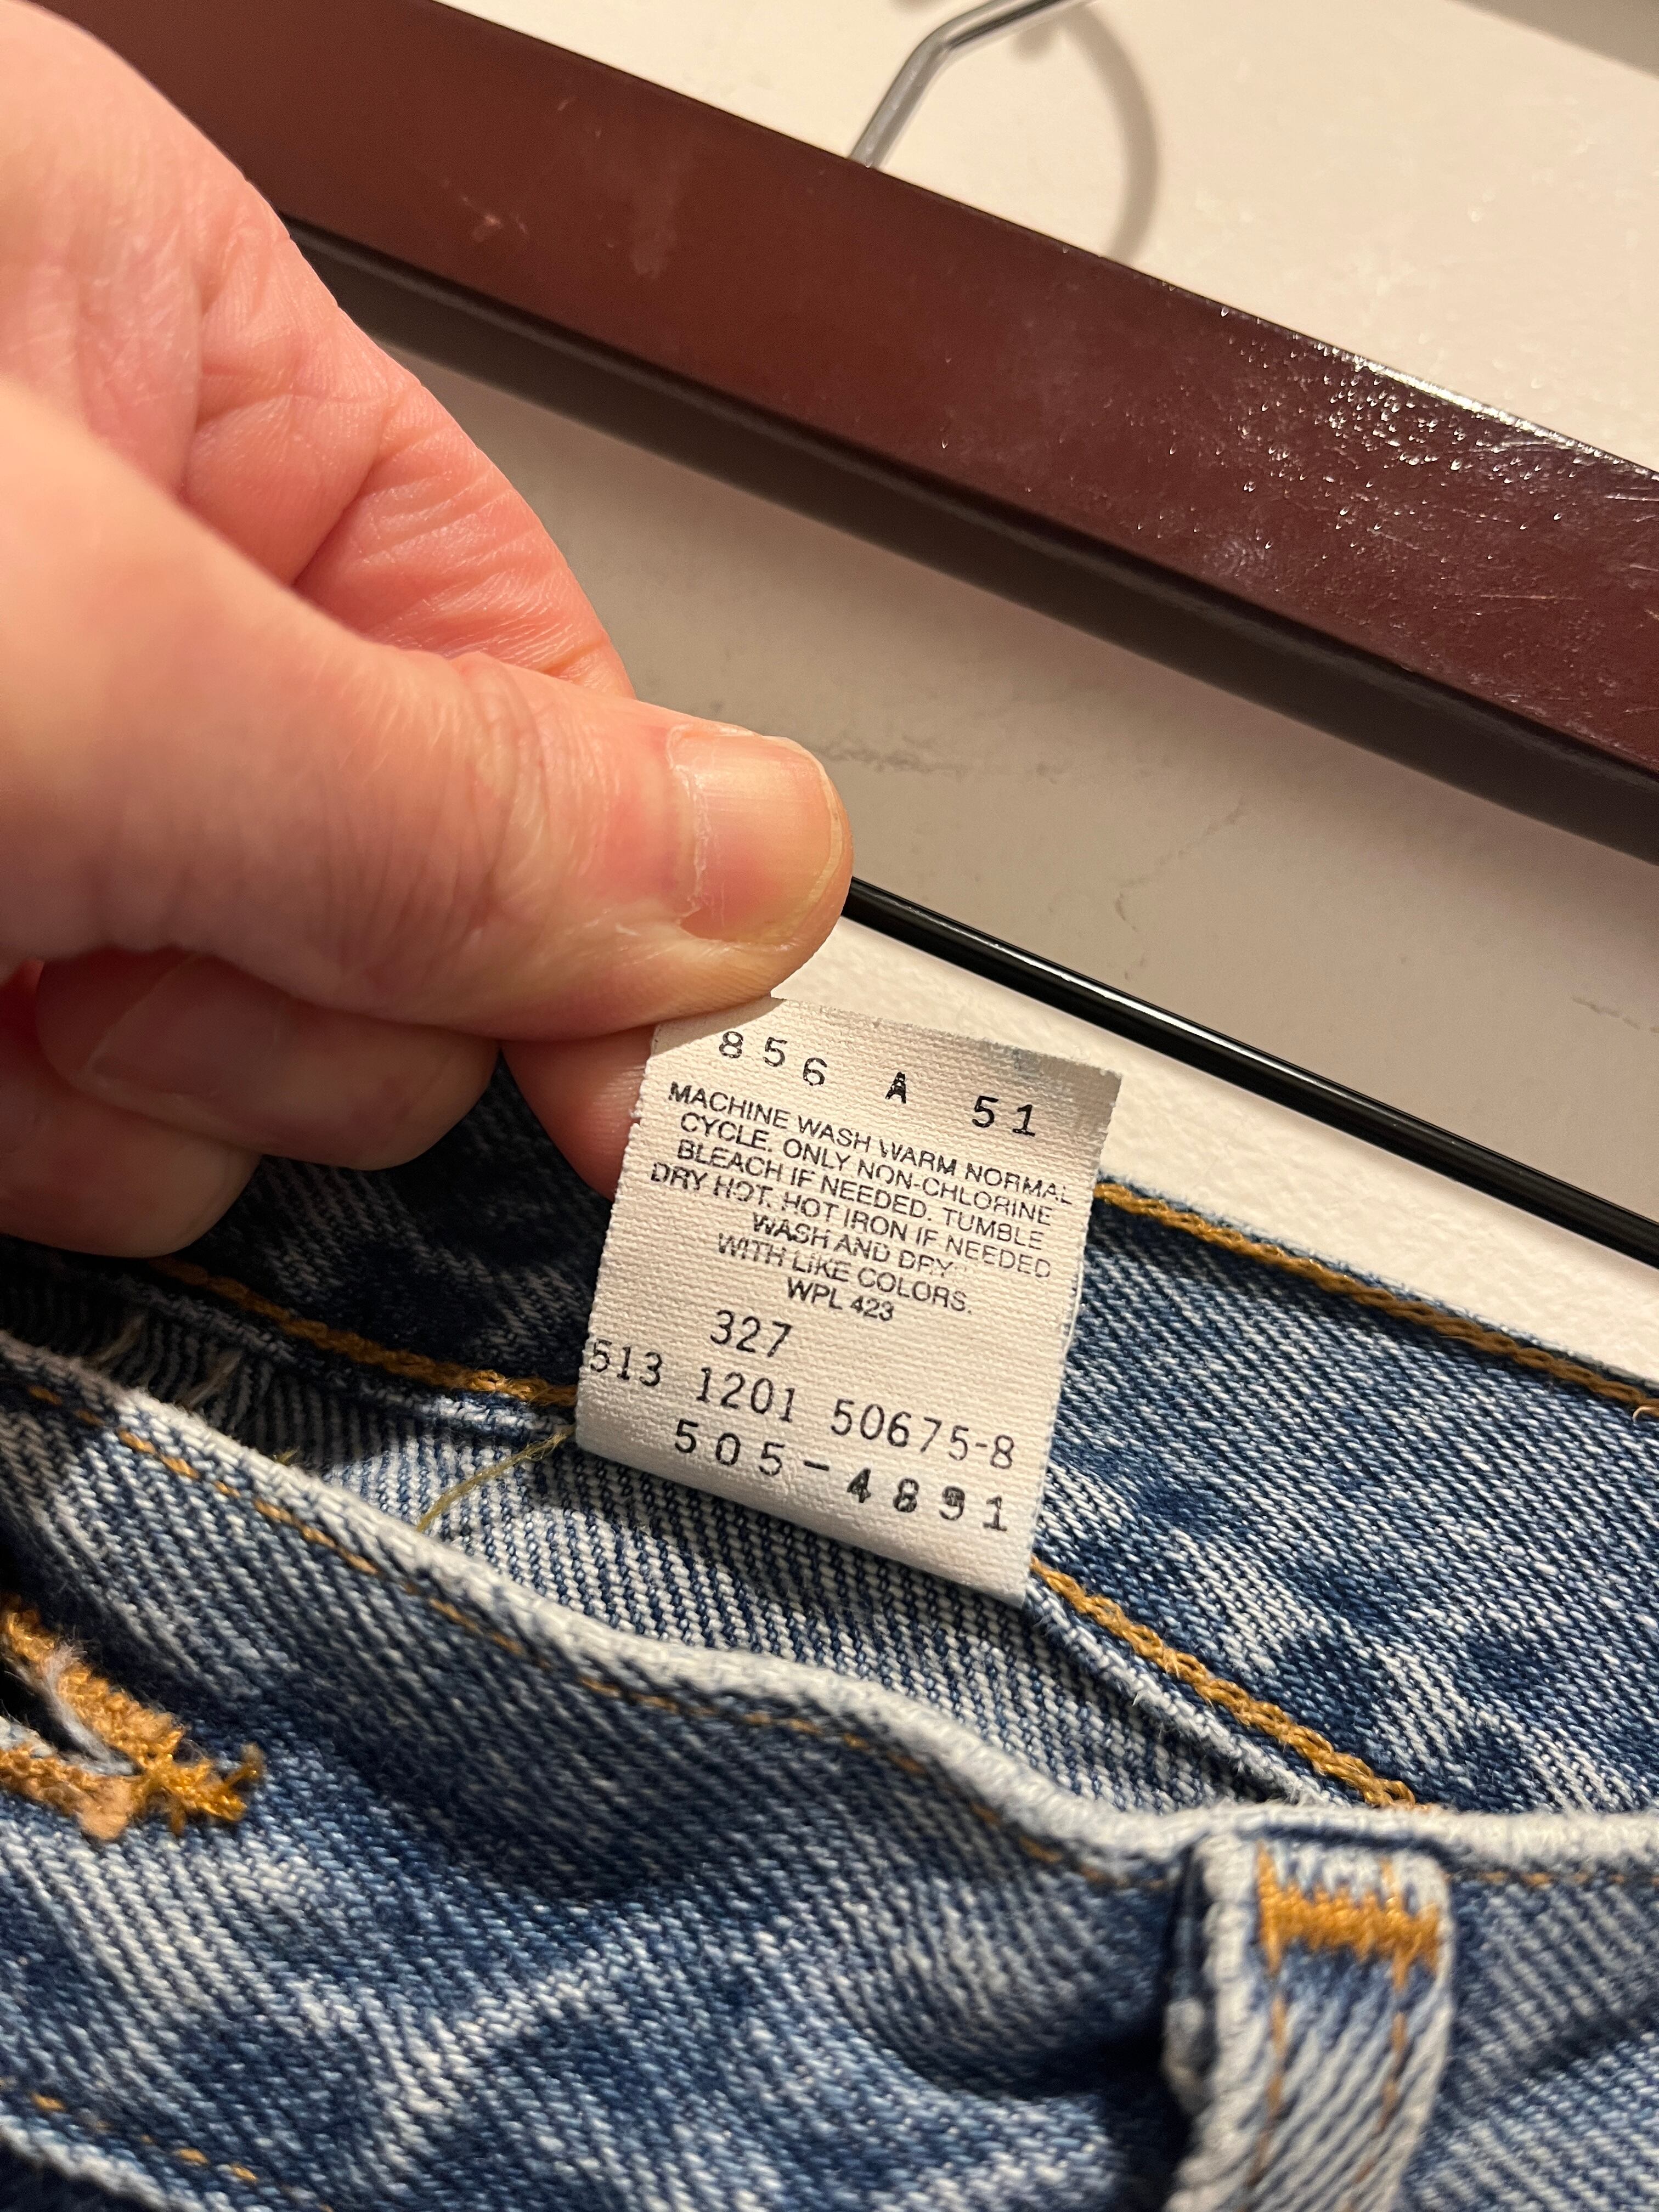 856 A 51
MACHINE WASH WARM NORMAL
CYCLE. ONLY NON-CHLORINE
BLEACH IF NEEDED. TUMBLE
DRY HOT. HOT IRON IF NEEDED
WASH AND DRY
WITH LIKE COLORS.
WPL 423
327
513 1201 50675-8
505-4891